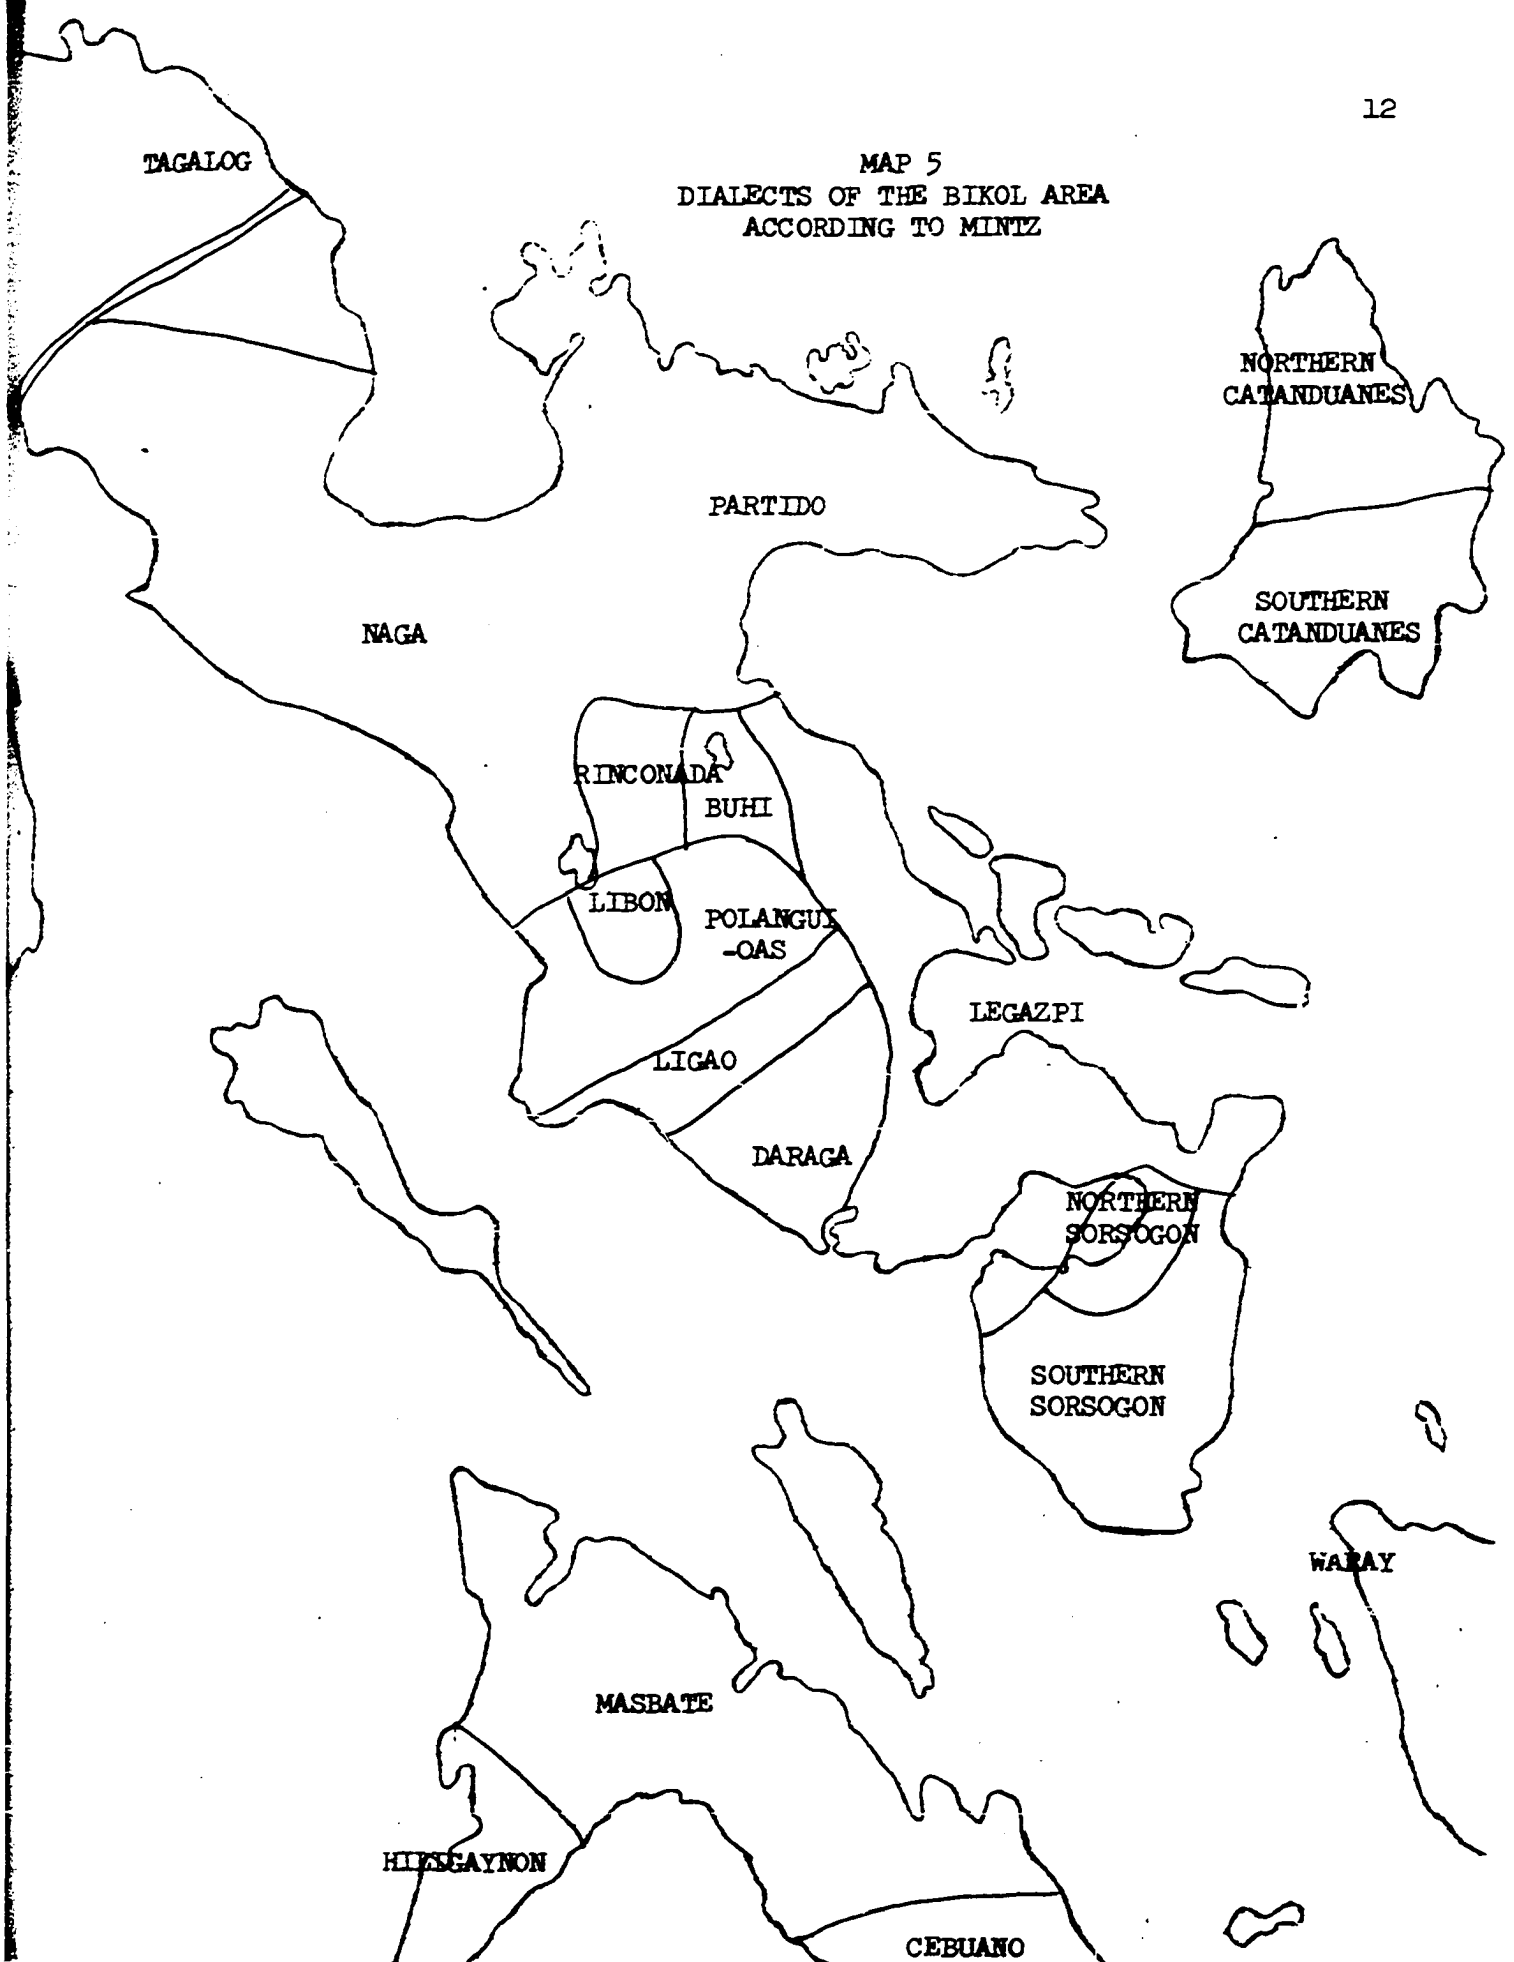 12
MAP 5
DIALECTS OF THE BIKOL AREA
ACCORDING TO MINTZ
TAGALOG
NORTHERN
CATANDUANES
PARTIDO
SOUTHERN
CATANDUANES
NAGA
RINCONADA
BUHI
LIBON
POLANGUI
-OAS
LEGAZPI
LIGAO
DARAGA
NORTHERN
SORSOGON
SOUTHERN
SORSOGON
WARAY
MASBATE
HILIGAYNON
CEBUANO